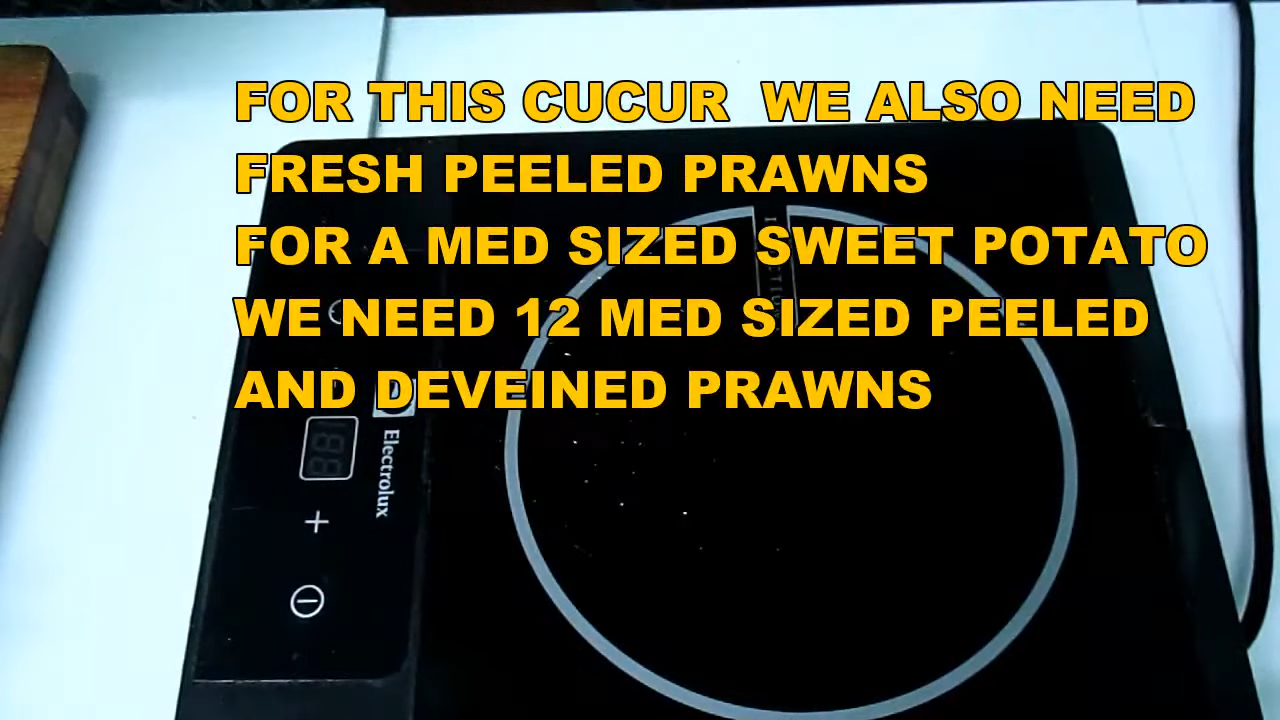 FOR THIS CUCUR WE ALSO NEED
FRESH PEELED PRAWNS
FOR A MED SIZED SWEET POTATO
WE NEED 12 MED SIZED PEELED
AND DEVEINED PRAWNS
Electrolux